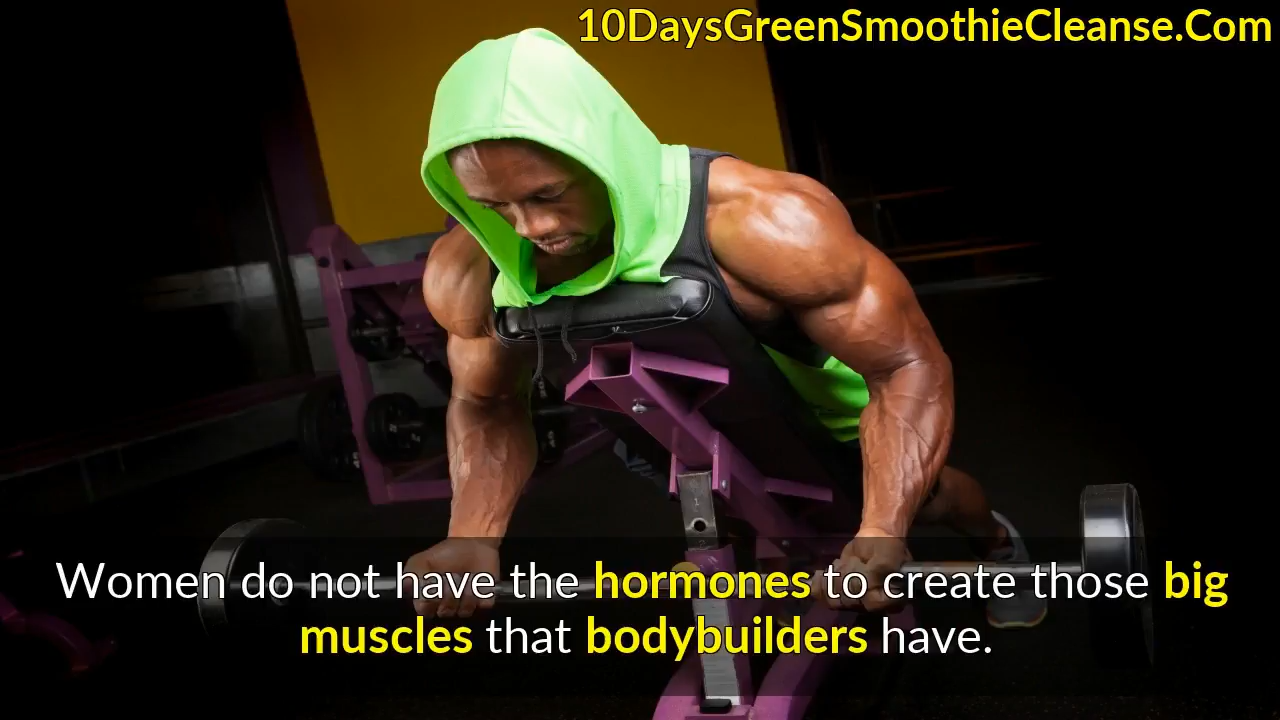 10DaysGreenSmoothieCleanse.Com
Women do not have the hormones to create those big
muscles that bodybuilders have.